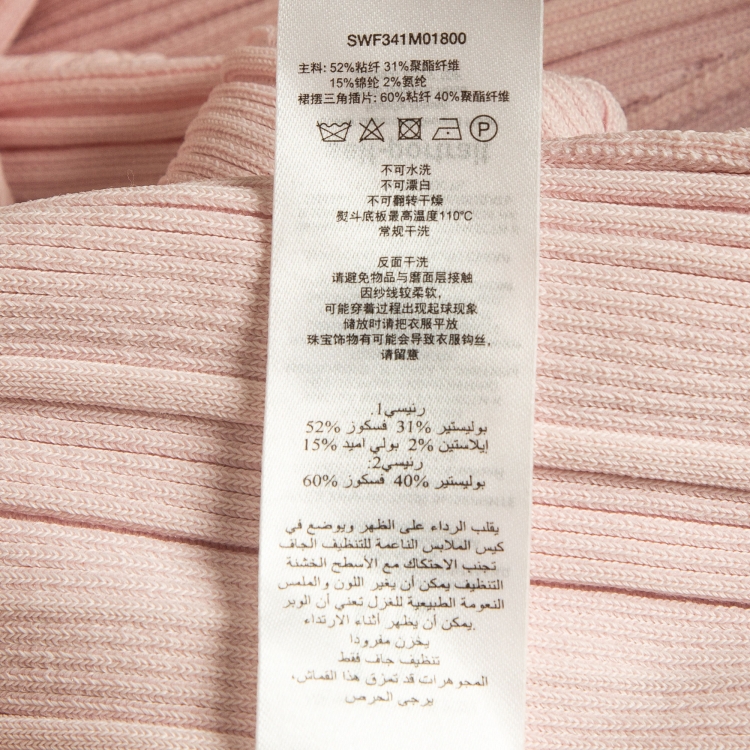 SWF341M01800
主料: 52%粘纤 31%聚酯纤维
15%锦纶 2%氨纶
裙摆三角插片: 60%粘纤 40%聚酯纤维
P
不可水洗
不可漂白
不可翻转干燥
熨斗底板最高温度110℃
常规干洗
反面干洗
请避免物品与磨面层接触
因纱线较柔软,
可能穿着过程出现起球现象
储放时请把衣服平放
珠宝饰物有可能会导致衣服钩丝,
请留意
رئيسي1.
بوليستير 31% فسكوز 52%
إيلاستين 2% بولي اميد 15%
رئيسي2:
بوليستير 40% فسكوز 60%
يقلب الرداء على الظهر ويوضع في
كيس الملابس الناعمة للتنظيف الجاف
تجنب الاحتكاك مع الأسطح الخشنة
التنظيف يمكن أن يغير اللون والملمس
النعومة الطبيعية للغزل تعني أن الوبر
يمكن أن يظهر أثناء الارتداء.
يخزن مفرودا
تنظيف جاف فقط
المجوهرات قد تمزق هذا القماش،
يرجى الحرص